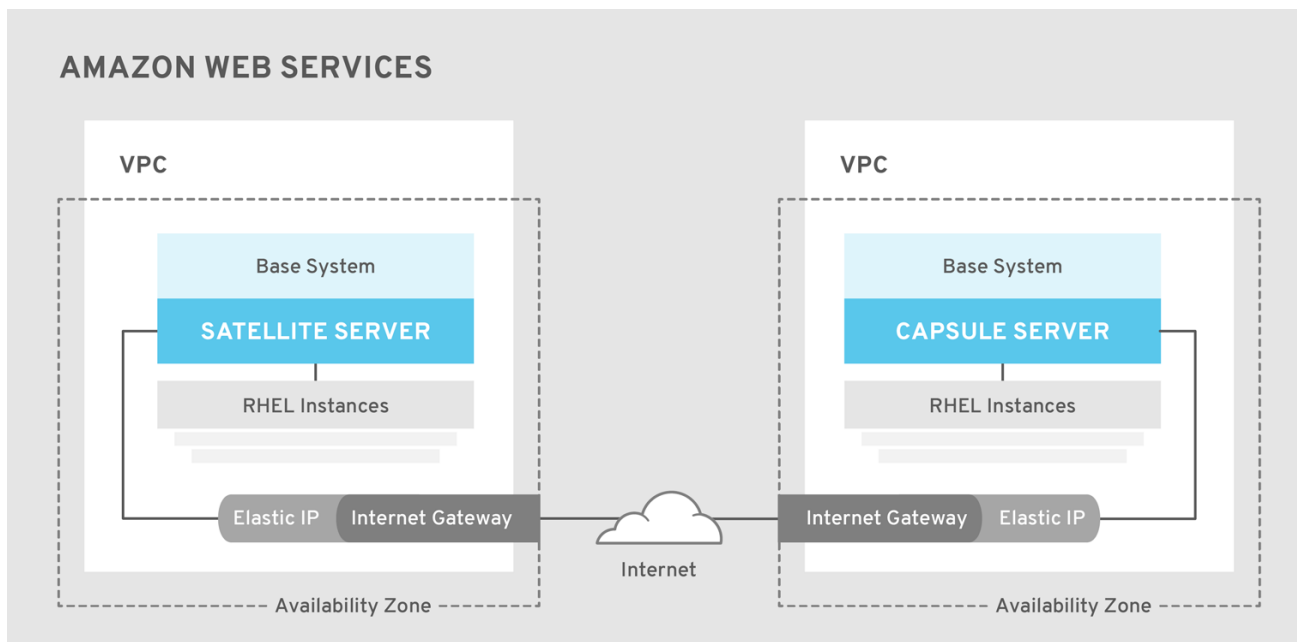 AMAZON WEB SERVICES
VPC
Base System
SATELLITE SERVER
RHEL Instances
Elastic IP
Internet Gateway
Availability Zone
Internet
VPC
Base System
CAPSULE SERVER
RHEL Instances
Internet Gateway
Elastic IP
Availability Zone